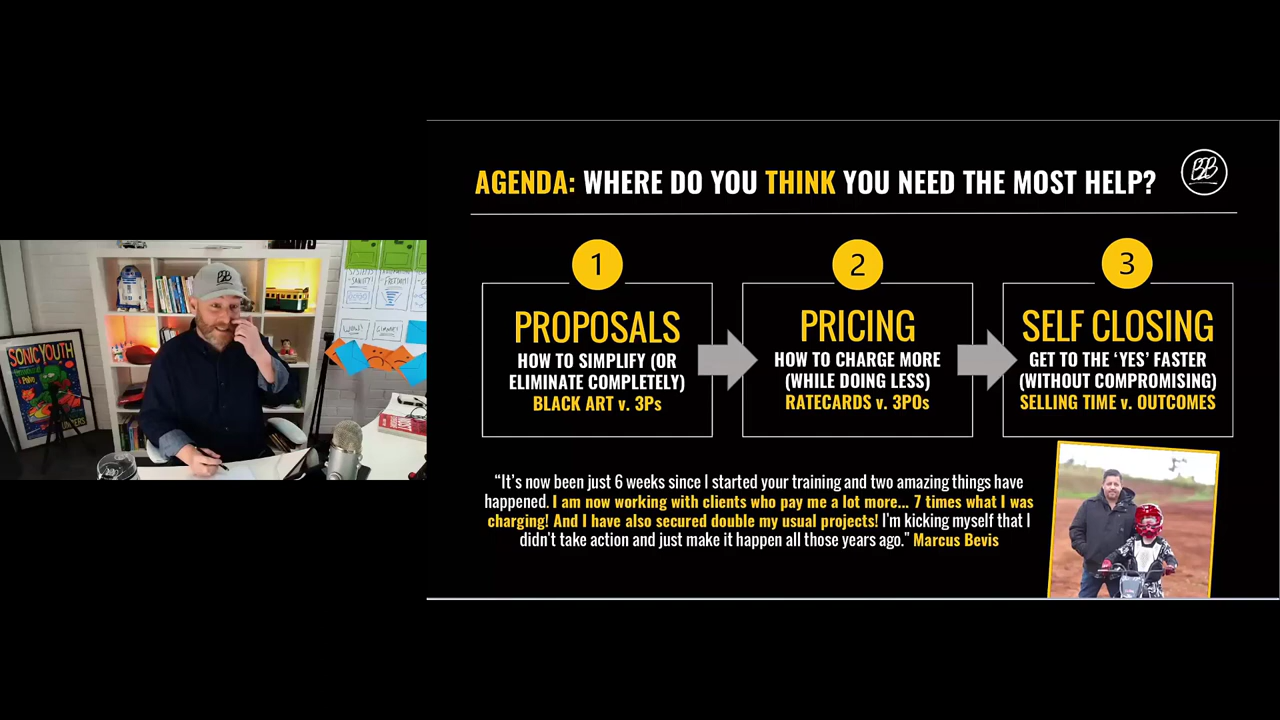 AGENDA: WHERE DO YOU THINK YOU NEED THE MOST HELP?
BBB
1
PROPOSALS
HOW TO SIMPLIFY (OR
ELIMINATE COMPLETELY)
BLACK ART v. 3Ps
2
PRICING
HOW TO CHARGE MORE
(WHILE DOING LESS)
RATECARDS v. 3POs
3
SELF CLOSING
GET TO THE ‘YES’ FASTER
(WITHOUT COMPROMISING)
SELLING TIME v. OUTCOMES
“It’s now been just 6 weeks since I started your training and two amazing things have
happened. I am now working with clients who pay me a lot more... 7 times what I was
charging! And I have also secured double my usual projects! I'm kicking myself that I
didn't take action and just make it happen all those years ago." Marcus Bevis
SONIC YOUTH